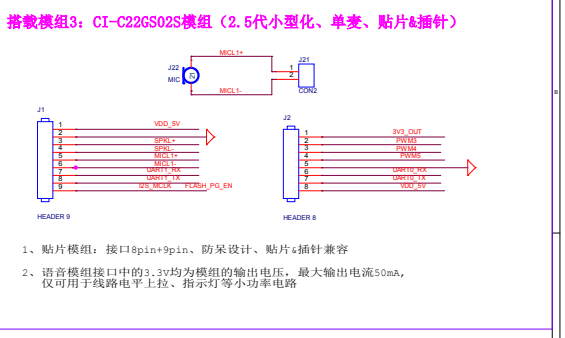 搭载模组3：CI-C22GS02S模组（2.5代小型化、单麦、贴片&插针）
MICL1+
J22
MIC
J21
1
2
CON2
MICL1-
J1
1 VDD_5V
2
3 SPKL+
4 SPKL-
5 MICL1+
6 MICL1-
7 UART1_RX
8 UART1_TX
9 I2S_MCLK FLASH_PG_EN
HEADER 9
J2
1 3V3_OUT
2 PWM3
3 PWM4
4 PWM5
5
6 UART0_RX
7 UART0_TX
8 VDD_5V
HEADER 8
B
1、贴片模组：接口8pin+9pin、防呆设计、贴片&插针兼容
2、语音模组接口中的3.3V均为模组的输出电压，最大输出电流50mA，
仅可用于线路电平上拉、指示灯等小功率电路